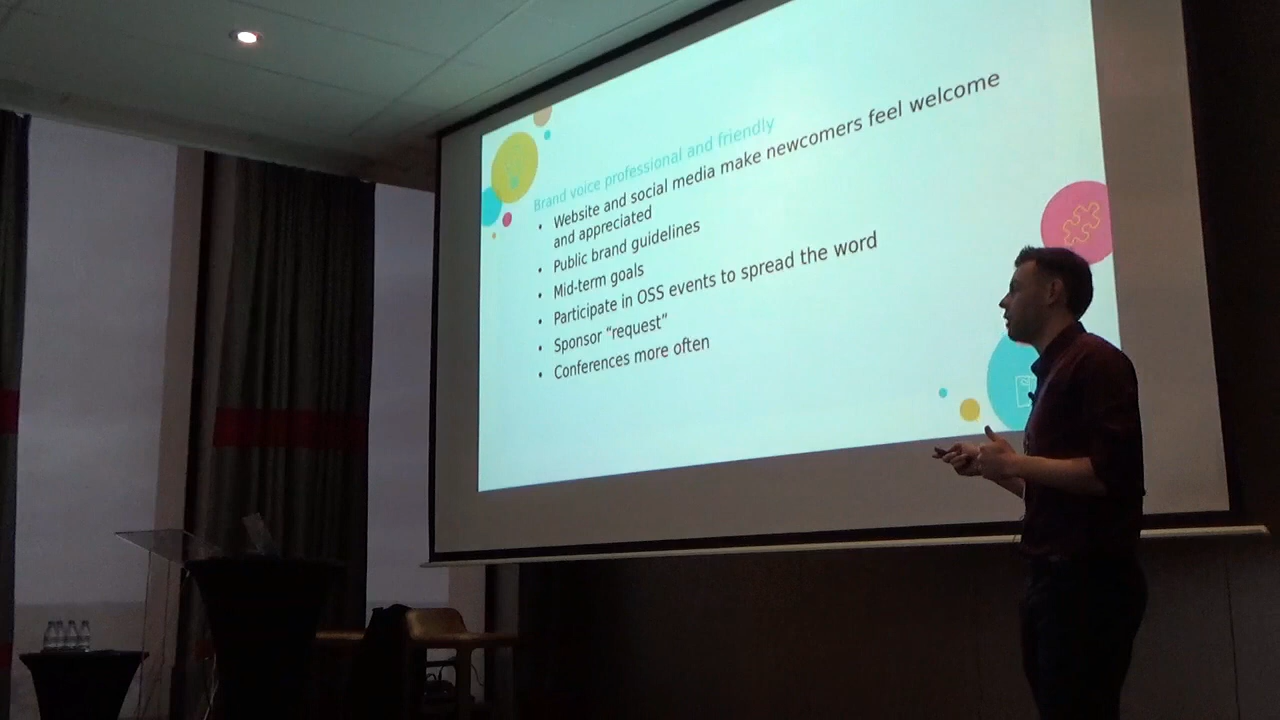 Brand voice professional and friendly
• Website and social media make newcomers feel welcome
and appreciated
• Public brand guidelines
• Mid-term goals
• Participate in OSS events to spread the word
• Sponsor “request”
• Conferences more often